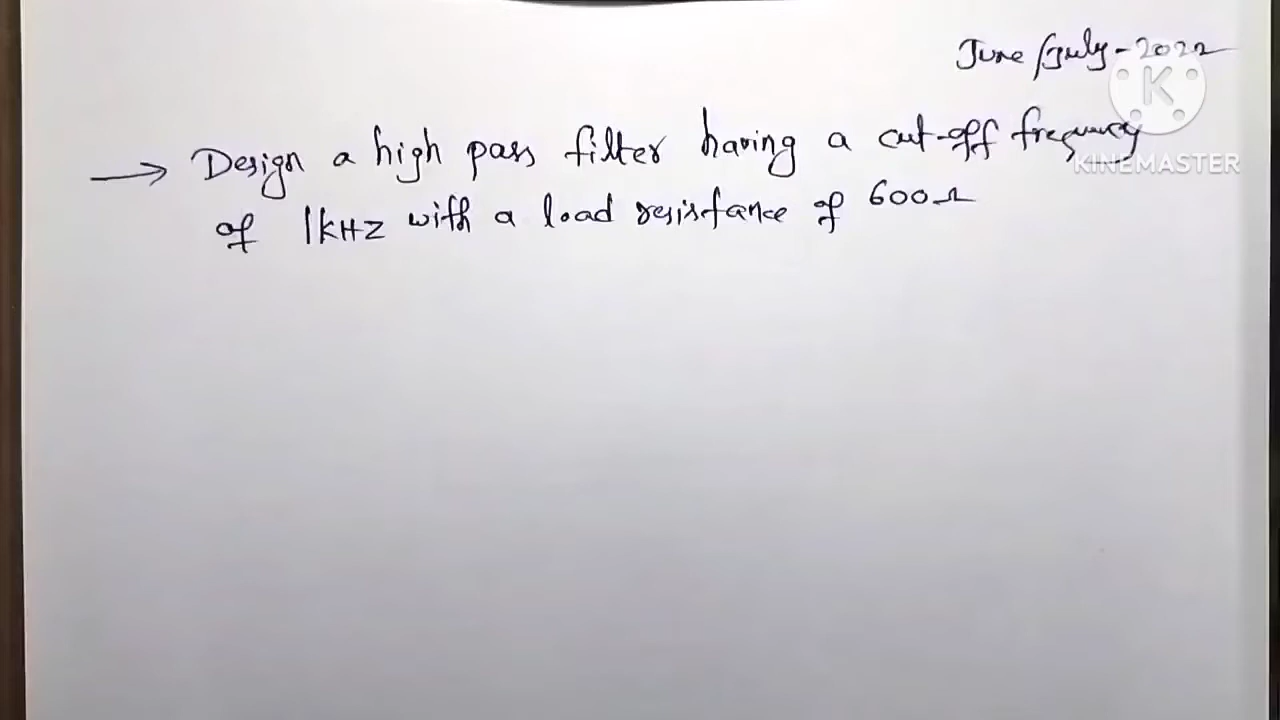 June/July-2022
K
KINEMASTER
→ Design a high pass filter having a cut-off frequency
of 1kHZ with a load resistance of 600Ω